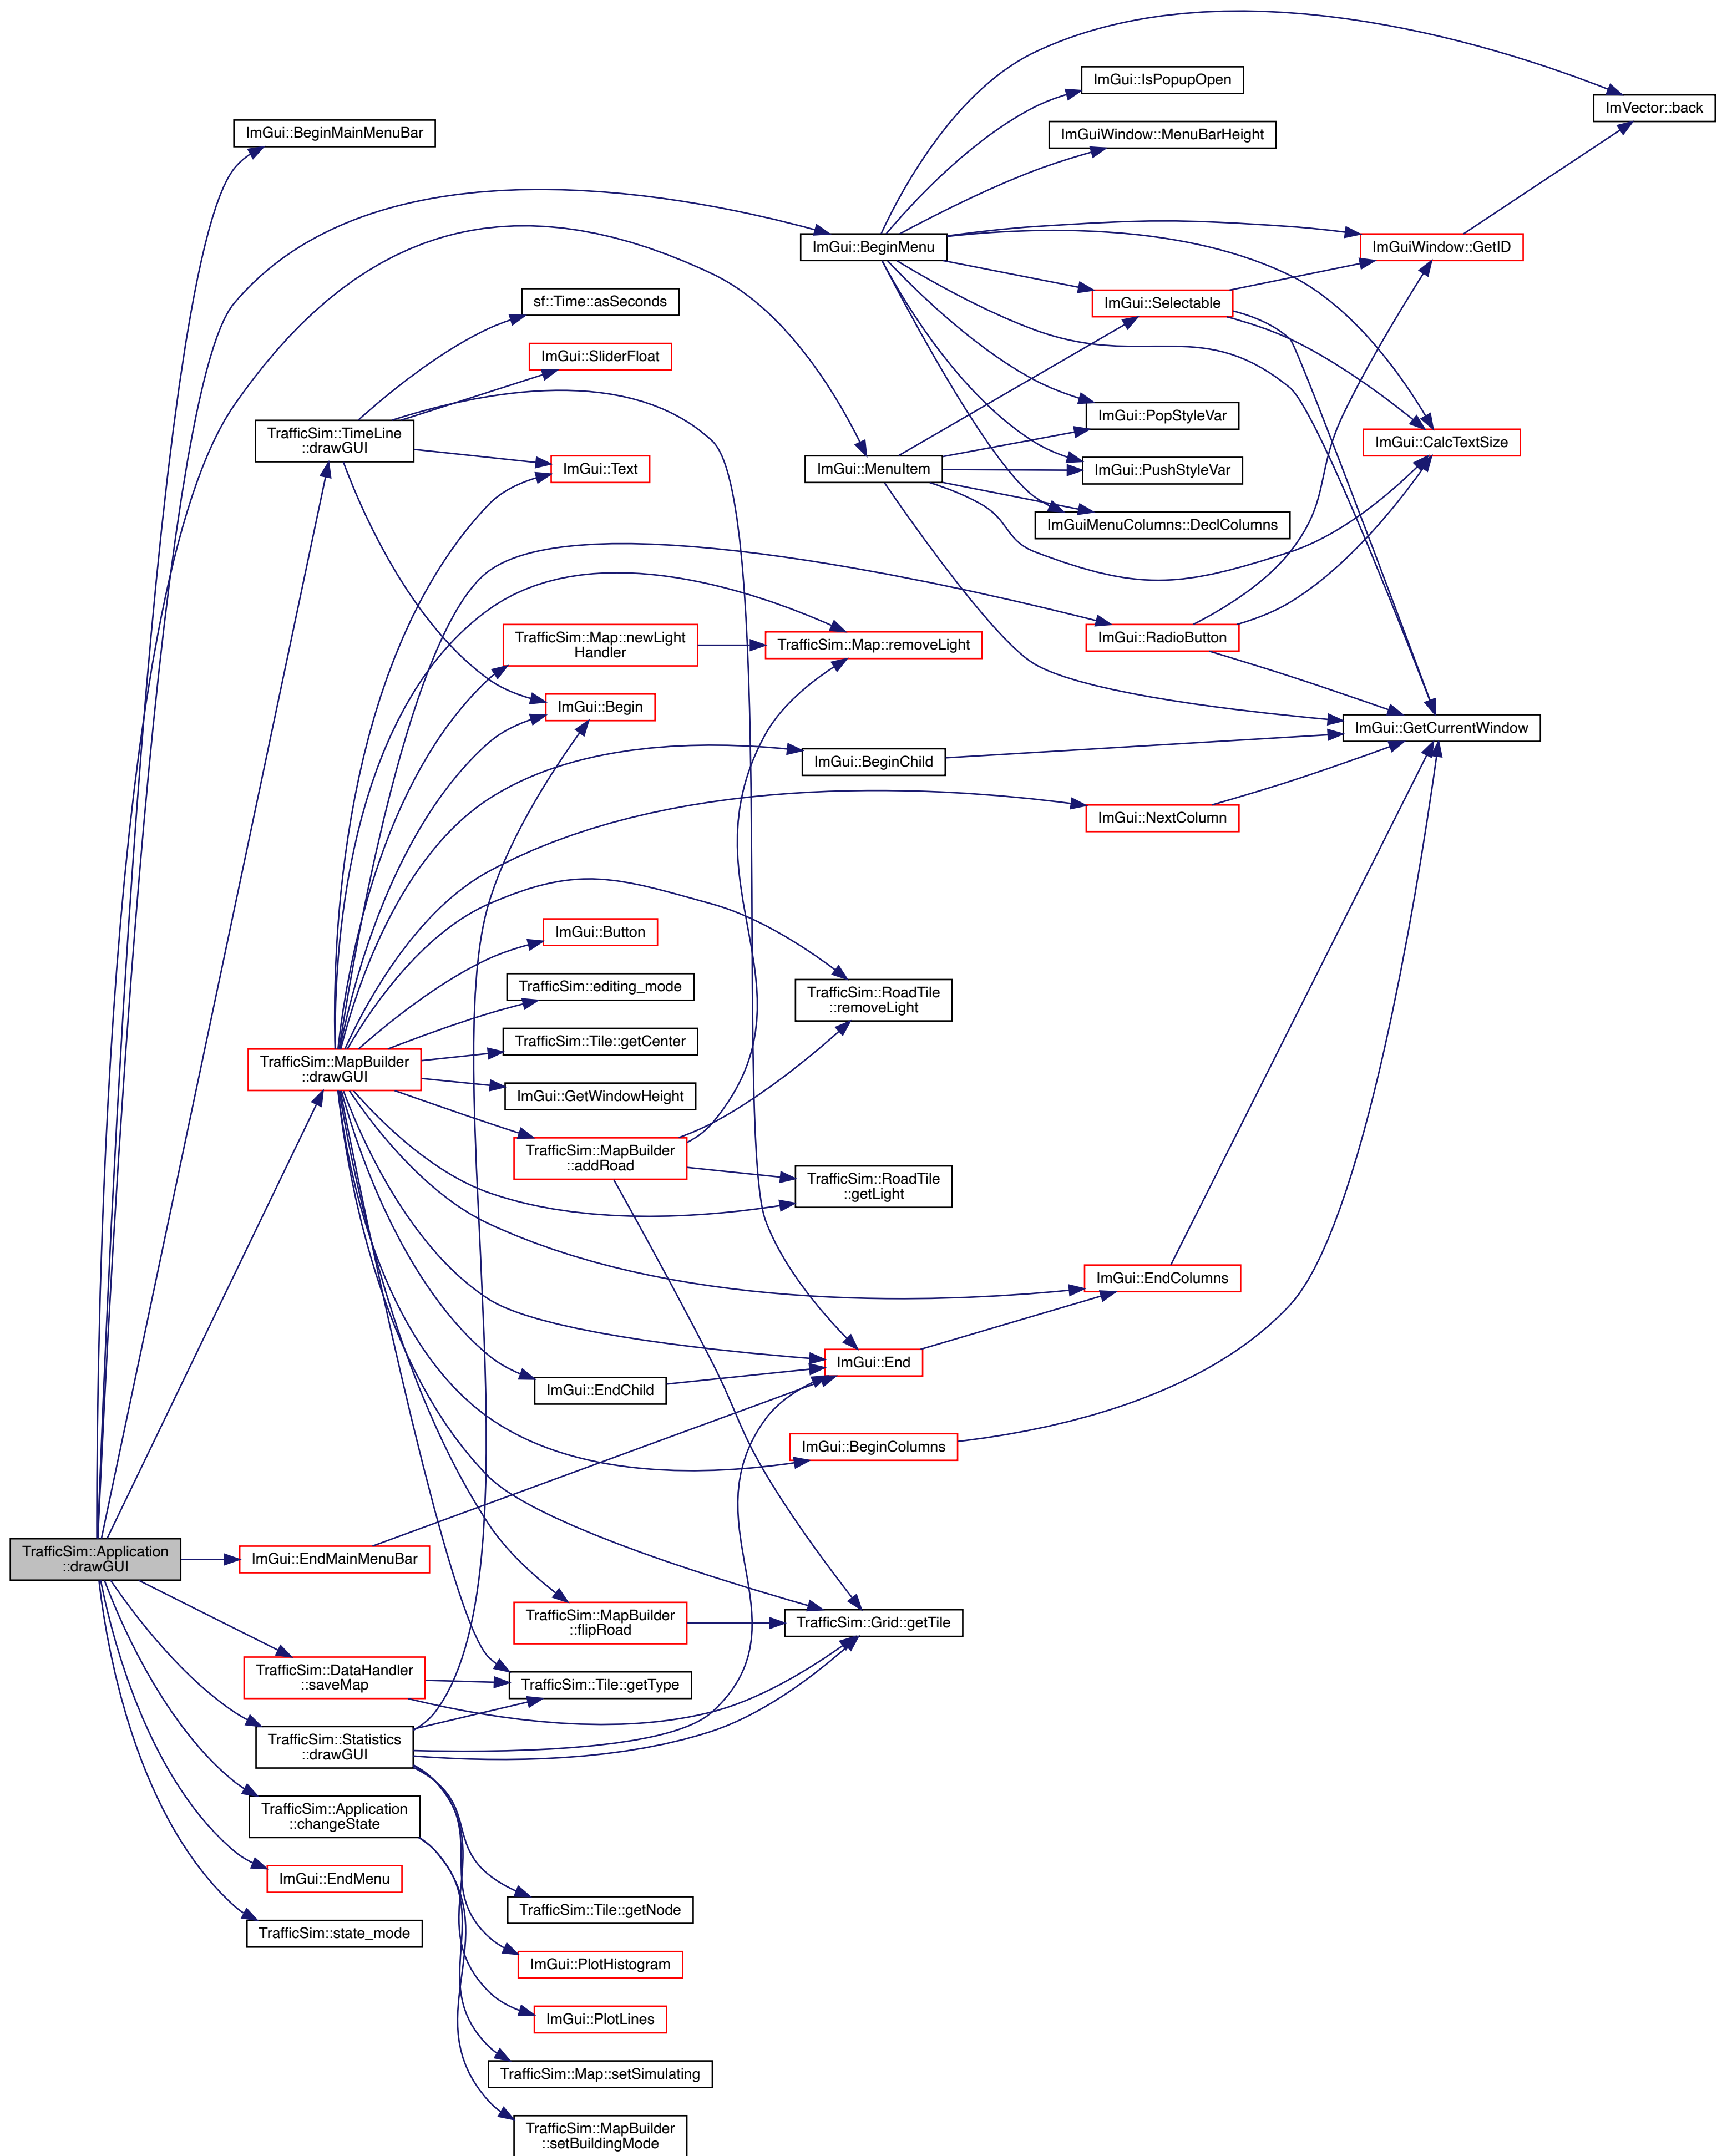 ImGui::IsPopupOpen
ImVector::back
ImGui::BeginMainMenuBar
ImGuiWindow::MenuBarHeight
ImGui::BeginMenu
ImGuiWindow::GetID
sf::Time::asSeconds
ImGui::Selectable
ImGui::SliderFloat
TrafficSim::TimeLine
::drawGUI
ImGui::PopStyleVar
ImGui::CalcTextSize
ImGui::Text
ImGui::MenuItem
ImGui::PushStyleVar
ImGuiMenuColumns::DeclColumns
TrafficSim::Map::newLight
Handler
TrafficSim::Map::removeLight
ImGui::RadioButton
ImGui::Begin
ImGui::GetCurrentWindow
ImGui::BeginChild
ImGui::NextColumn
ImGui::Button
TrafficSim::editing_mode
TrafficSim::RoadTile
::removeLight
TrafficSim::Tile::getCenter
TrafficSim::MapBuilder
::drawGUI
ImGui::GetWindowHeight
TrafficSim::MapBuilder
::addRoad
TrafficSim::RoadTile
::getLight
ImGui::EndColumns
ImGui::End
ImGui::EndChild
ImGui::BeginColumns
TrafficSim::Application
::drawGUI
ImGui::EndMainMenuBar
TrafficSim::MapBuilder
::flipRoad
TrafficSim::Grid::getTile
TrafficSim::DataHandler
::saveMap
TrafficSim::Tile::getType
TrafficSim::Statistics
::drawGUI
TrafficSim::Application
::changeState
ImGui::EndMenu
TrafficSim::Tile::getNode
TrafficSim::state_mode
ImGui::PlotHistogram
ImGui::PlotLines
TrafficSim::Map::setSimulating
TrafficSim::MapBuilder
::setBuildingMode